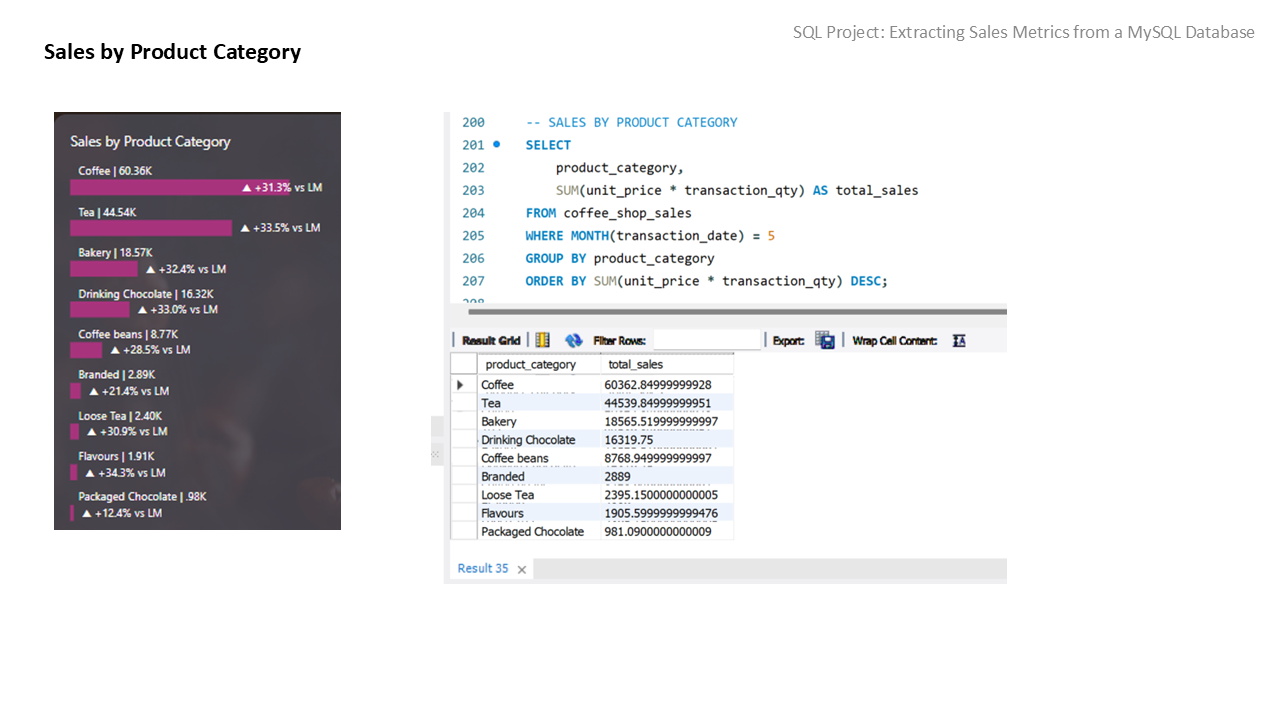 SQL Project: Extracting Sales Metrics from a MySQL Database
Sales by Product Category
Sales by Product Category
Coffee | 60.36K
▲ +31.3% vs LM
Tea | 44.54K
▲ +33.5% vs LM
Bakery | 18.57K
▲ +32.4% vs LM
Drinking Chocolate | 16.32K
▲ +33.0% vs LM
Coffee beans | 8.77K
▲ +28.5% vs LM
Branded | 2.89K
▲ +21.4% vs LM
Loose Tea | 2.40K
▲ +30.9% vs LM
Flavours | 1.91K
▲ +34.3% vs LM
Packaged Chocolate | .98K
▲ +12.4% vs LM
200 -- SALES BY PRODUCT CATEGORY
201 SELECT
202 product_category,
203 SUM(unit_price * transaction_qty) AS total_sales
204 FROM coffee_shop_sales
205 WHERE MONTH(transaction_date) = 5
206 GROUP BY product_category
207 ORDER BY SUM(unit_price * transaction_qty) DESC;
Result Grid Filter Rows: Export: Wrap Cell Content:
product_category total_sales
Coffee 60362.84999999928
Tea 44539.84999999951
Bakery 18565.519999999997
Drinking Chocolate 16319.75
Coffee beans 8768.949999999997
Branded 2889
Loose Tea 2395.1500000000005
Flavours 1905.5999999999476
Packaged Chocolate 981.0900000000009
Result 35